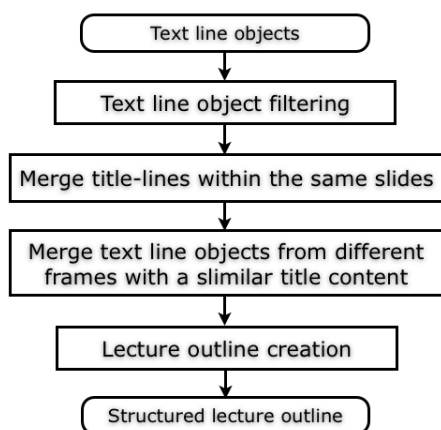 Text line objects
Text line object filtering
Merge title-lines within the same slides
Merge text line objects from different
frames with a slimilar title content
Lecture outline creation
Structured lecture outline